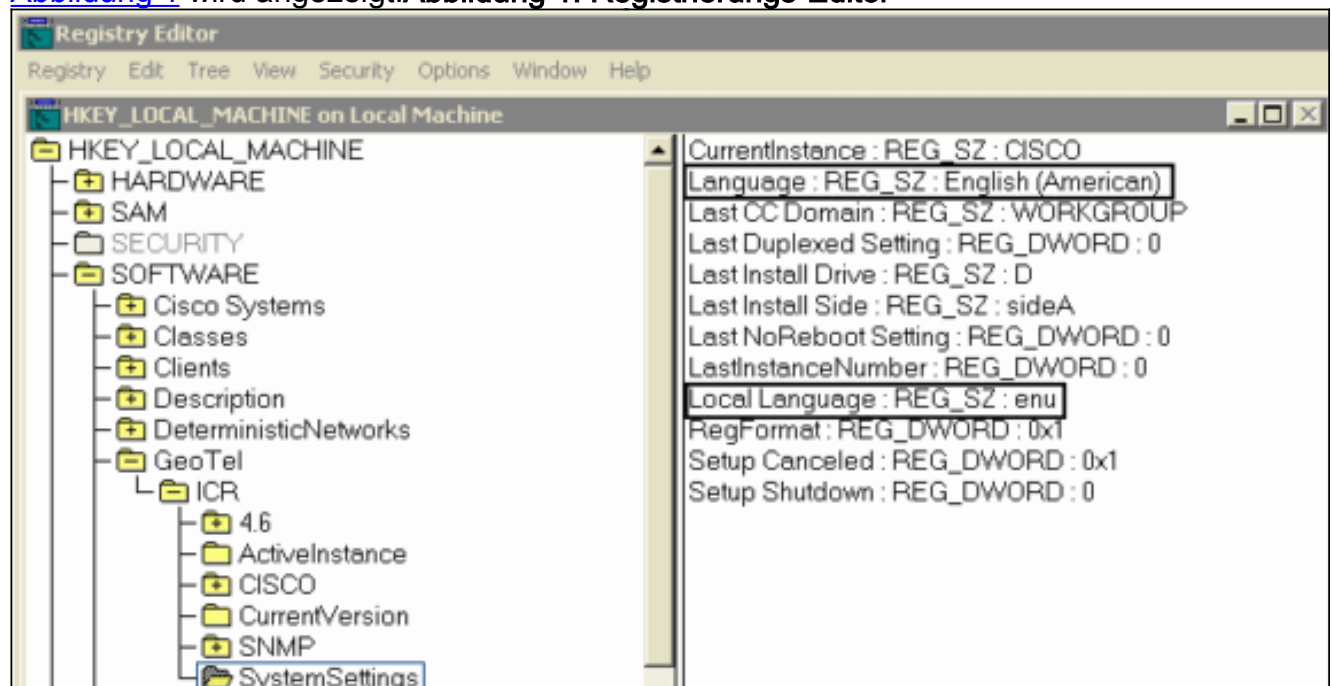 Abbildung 1 wird angezeigt.Abbildung 1: Registrierungs-Editor
Registry Editor
Registry Edit Tree View Security Options Window Help
HKEY_LOCAL_MACHINE on Local Machine
HKEY_LOCAL_MACHINE
HARDWARE
SAM
SECURITY
SOFTWARE
Cisco Systems
Classes
Clients
Description
DeterministicNetworks
GeoTel
ICR
4.6
ActiveInstance
CISCO
CurrentVersion
SNMP
SystemSettings
CurrentInstance : REG_SZ : CISCO
Language : REG_SZ : English (American)
Last CC Domain : REG_SZ : WORKGROUP
Last Duplexed Setting : REG_DWORD : 0
Last Install Drive : REG_SZ : D
Last Install Side : REG_SZ : sideA
Last NoReboot Setting : REG_DWORD : 0
LastInstanceNumber : REG_DWORD : 0
Local Language : REG_SZ : enu
RegFormat : REG_DWORD : 0x1
Setup Canceled : REG_DWORD : 0x1
Setup Shutdown : REG_DWORD : 0